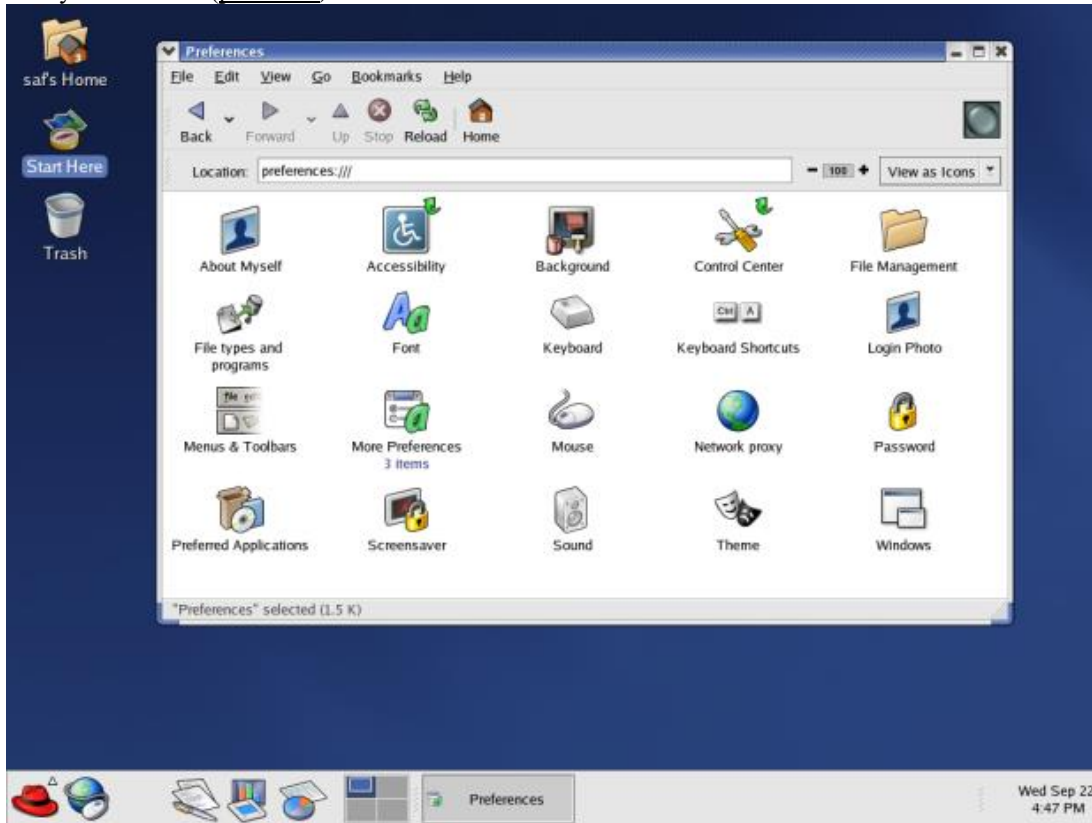 saf's Home
Start Here
Trash
Preferences
File Edit View Go Bookmarks Help
Back Forward Up Stop Reload Home
Location: preferences:/// 100 View as Icons
About Myself Accessibility Background Control Center File Management
File types and
programs
Font Keyboard Keyboard Shortcuts Login Photo
Ctrl A
Menus & Toolbars More Preferences Mouse Network proxy Password
3 items
Preferred Applications Screensaver Sound Theme Windows
"Preferences" selected (1.5 K)
Preferences
Wed Sep 22
4:47 PM